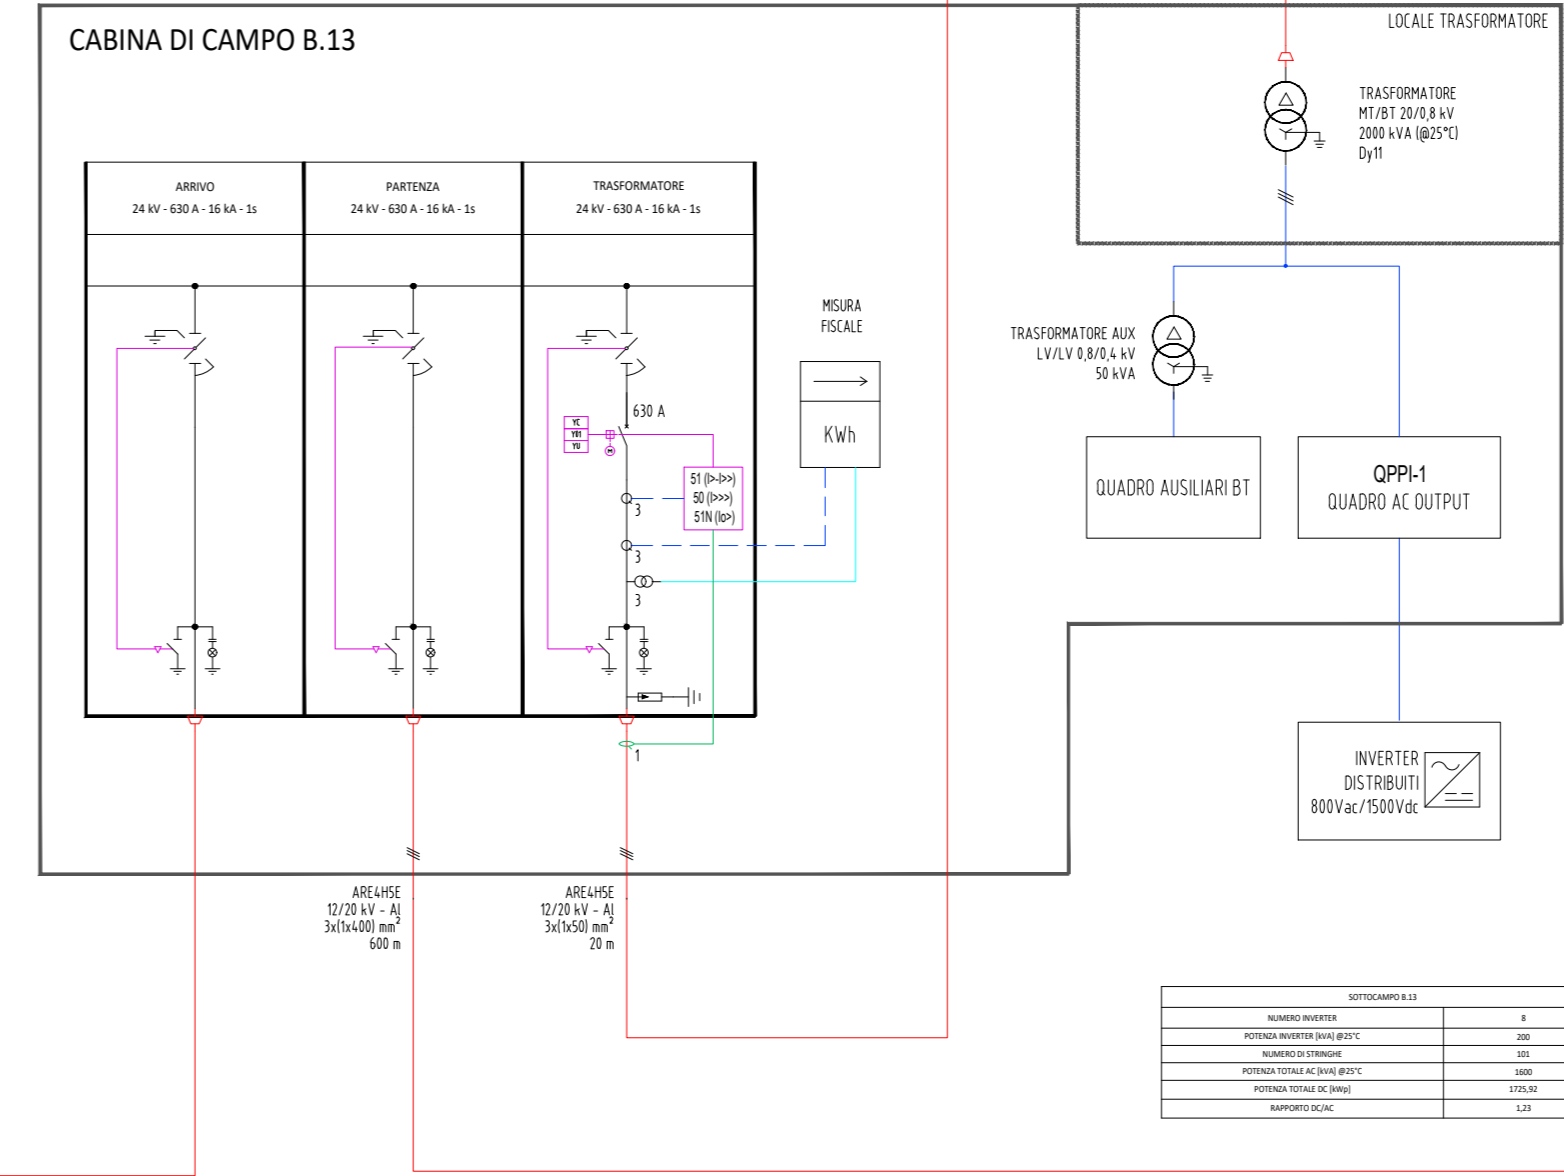 CABINA DI CAMPO B.13
LOCALE TRASFORMATORE
TRASFORMATORE
MT/BT 20/0,8 kV
2000 kVA (@25°C)
Dy11
ARRIVO
24 kV - 630 A - 16 kA - 1s
PARTENZA
24 kV - 630 A - 16 kA - 1s
TRASFORMATORE
24 kV - 630 A - 16 kA - 1s
MISURA
FISCALE
KWh
630 A
YC
YO1
YU
M
51 (I>-I>>)
50 (I>>>)
51N (Io>)
3
3
3
1
TRASFORMATORE AUX
LV/LV 0,8/0,4 kV
50 kVA
QUADRO AUSILIARI BT
QPPI-1
QUADRO AC OUTPUT
INVERTER
DISTRIBUITI
800Vac/1500Vdc
ARE4H5E
12/20 kV - Al
3x(1x400) mm²
600 m
ARE4H5E
12/20 kV - Al
3x(1x50) mm²
20 m
SOTTOCAMPO B.13
NUMERO INVERTER 8
POTENZA INVERTER [kVA] @25°C 200
NUMERO DI STRINGHE 101
POTENZA TOTALE AC [kVA] @25°C 1600
POTENZA TOTALE DC [kWp] 1725,92
RAPPORTO DC/AC 1,23